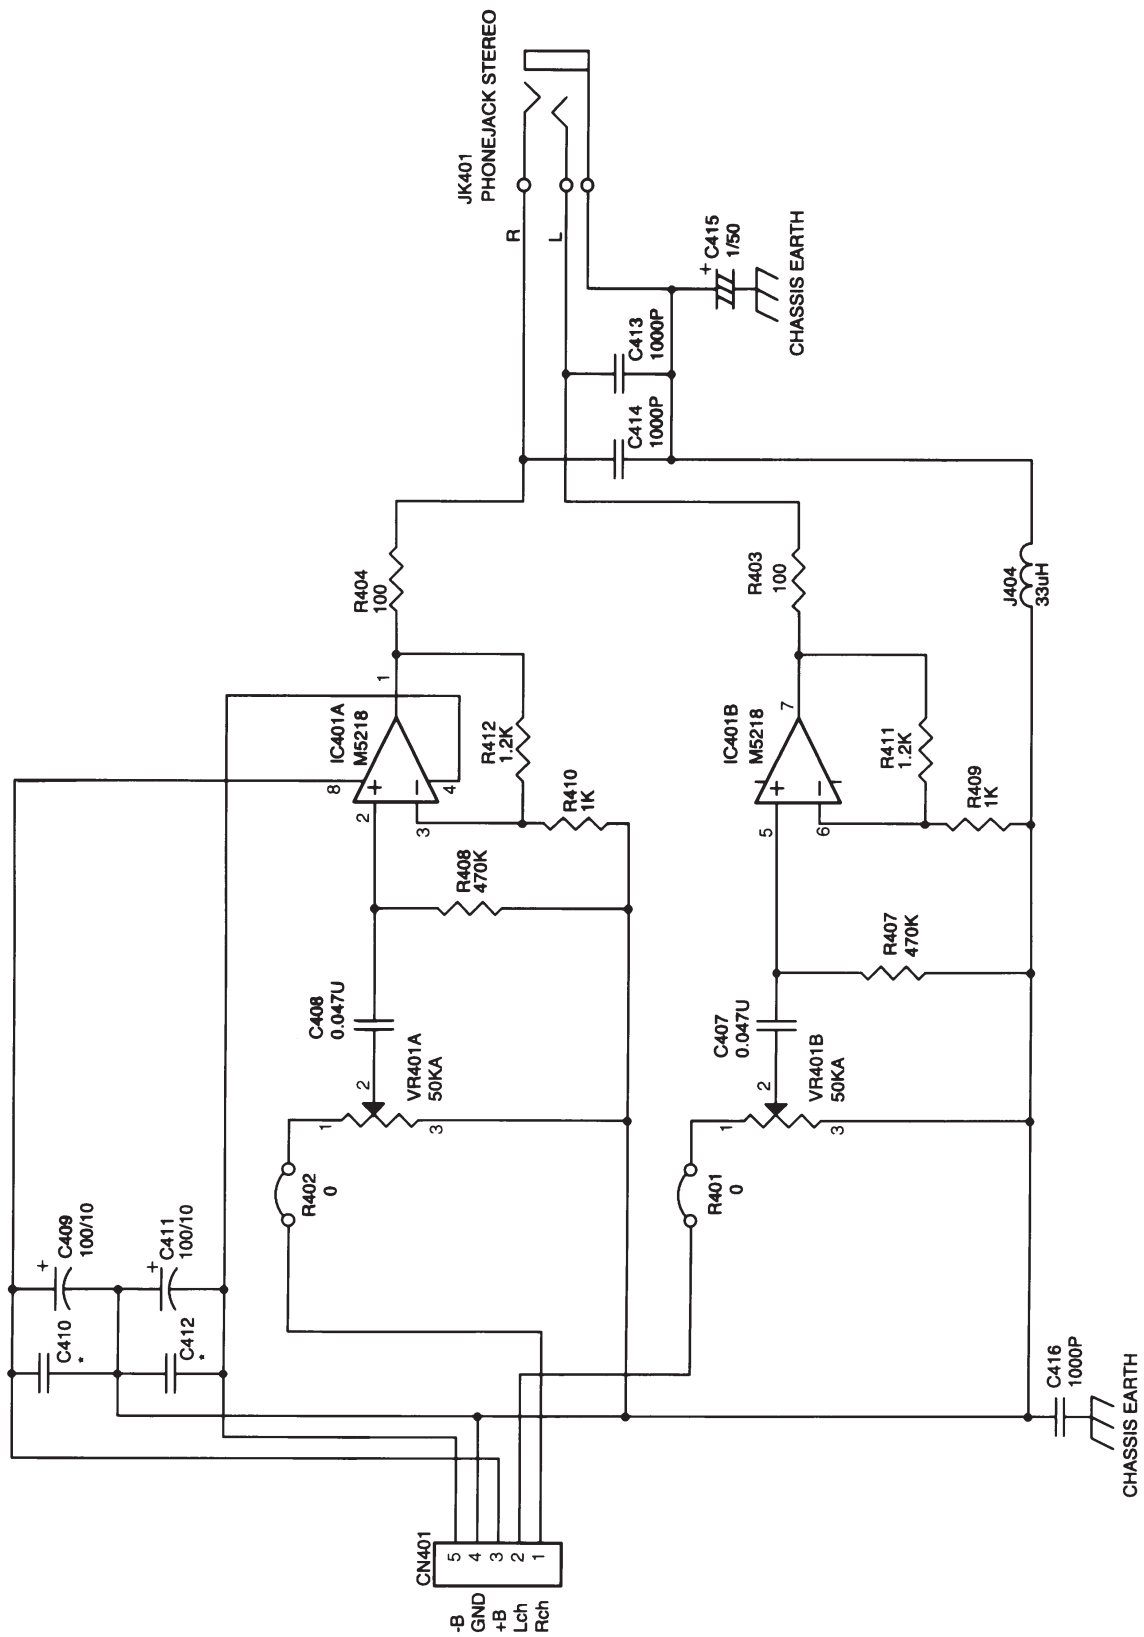 CN401
-B
GND
+B
Lch
Rch
5
4
3
2
1
C410
*
C409
100/10
+
C412
*
C411
100/10
+
R402
0
1
2
3
VR401A
50KA
C408
0.047U
R408
470K
2
3
8
4
+
−
IC401A
M5218
1
R410
1K
R412
1.2K
R404
100
R401
0
1
2
3
VR401B
50KA
C407
0.047U
R407
470K
5
6
+
−
IC401B
M5218
7
R409
1K
R411
1.2K
R403
100
J404
33uH
C414
1000P
C413
1000P
R
L
JK401
PHONEJACK STEREO
+
C415
1/50
CHASSIS EARTH
C416
1000P
CHASSIS EARTH